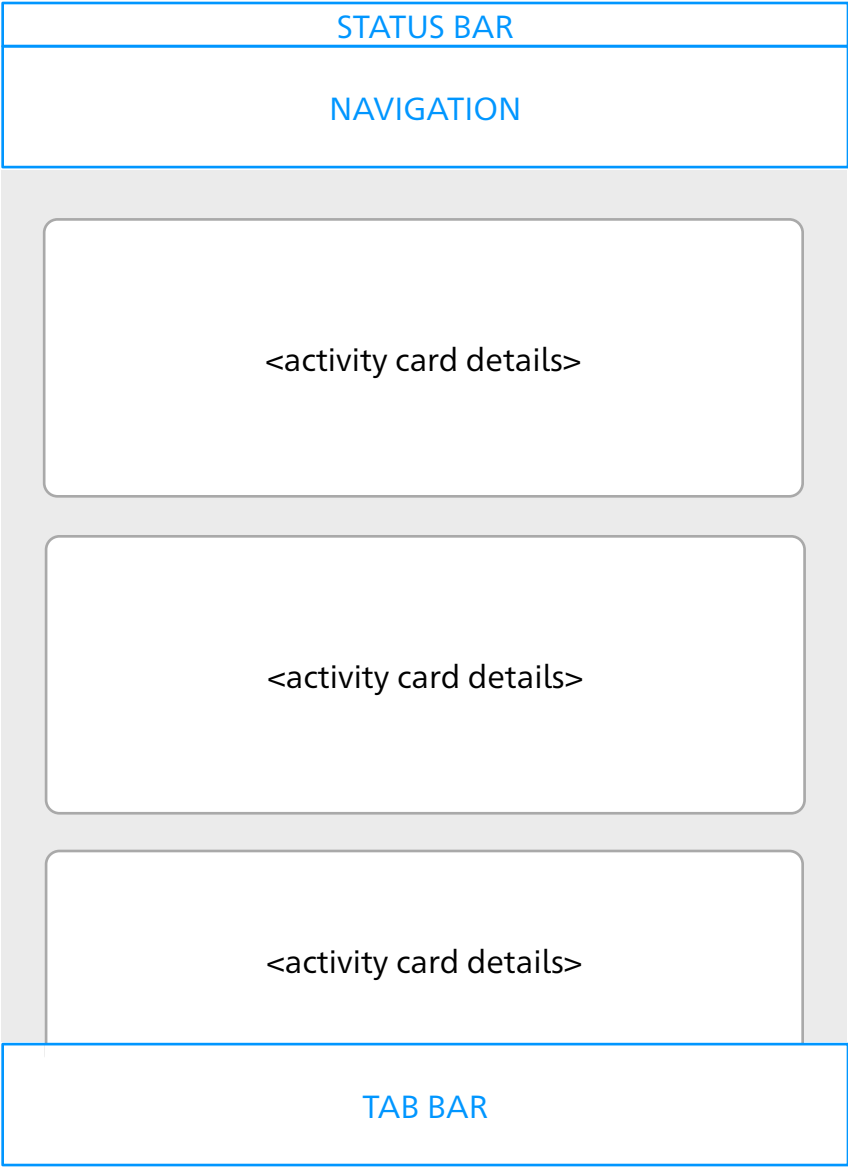 STATUS BAR
NAVIGATION
<activity card details>
<activity card details>
<activity card details>
TAB BAR